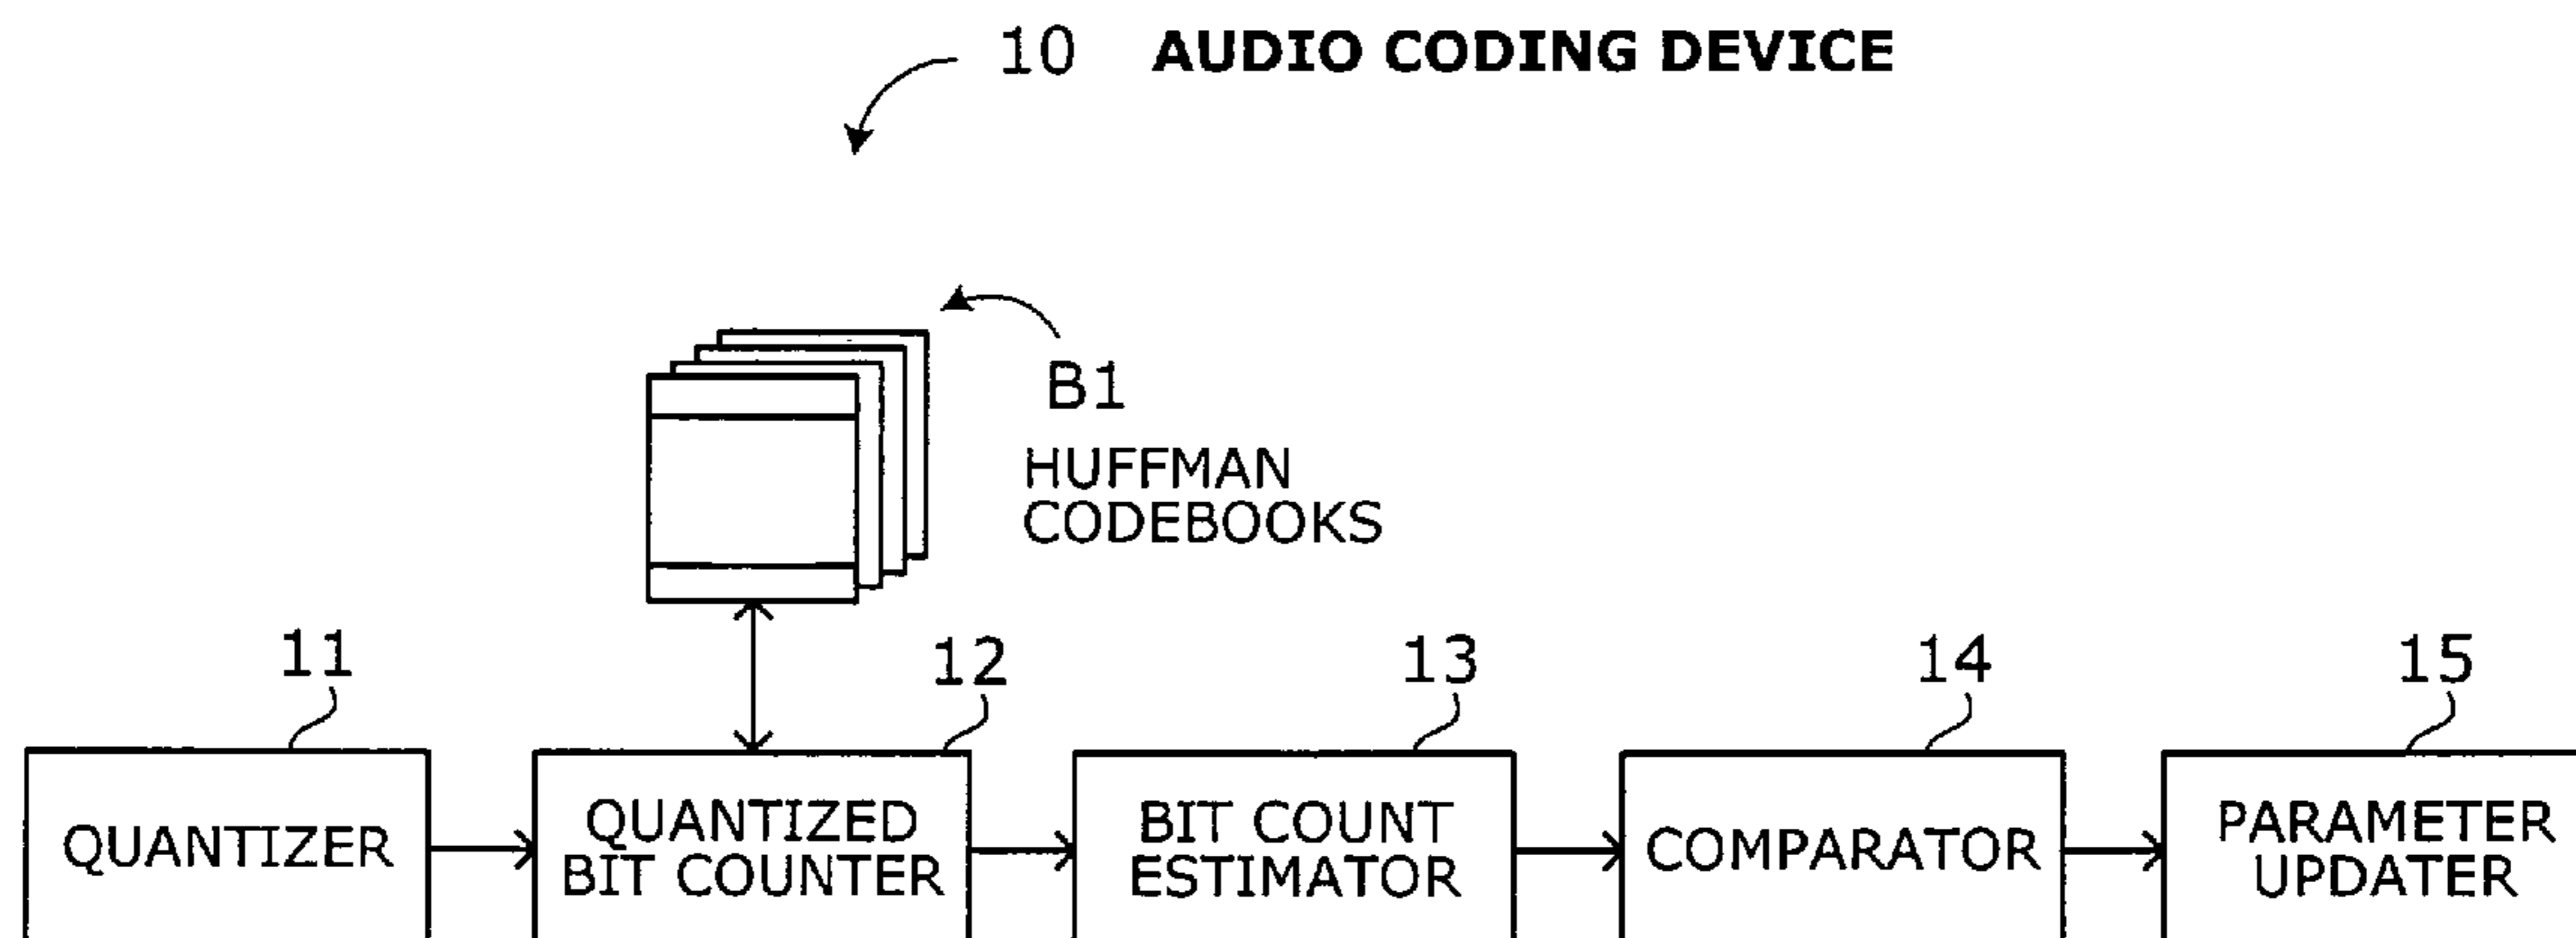 10 AUDIO CODING DEVICE
B1
HUFFMAN
CODEBOOKS
11
12
13
14
15
QUANTIZER
QUANTIZED
BIT COUNTER
BIT COUNT
ESTIMATOR
COMPARATOR
PARAMETER
UPDATER